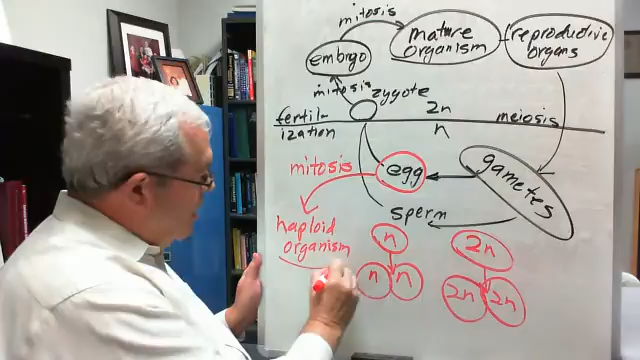 mitosis
embryo
mature
organism
reproductive
organs
mitosis
zygote
fertil-
ization
2n
n
meiosis
mitosis
egg
gametes
sperm
haploid
organism
n
n n
2n
2n 2n